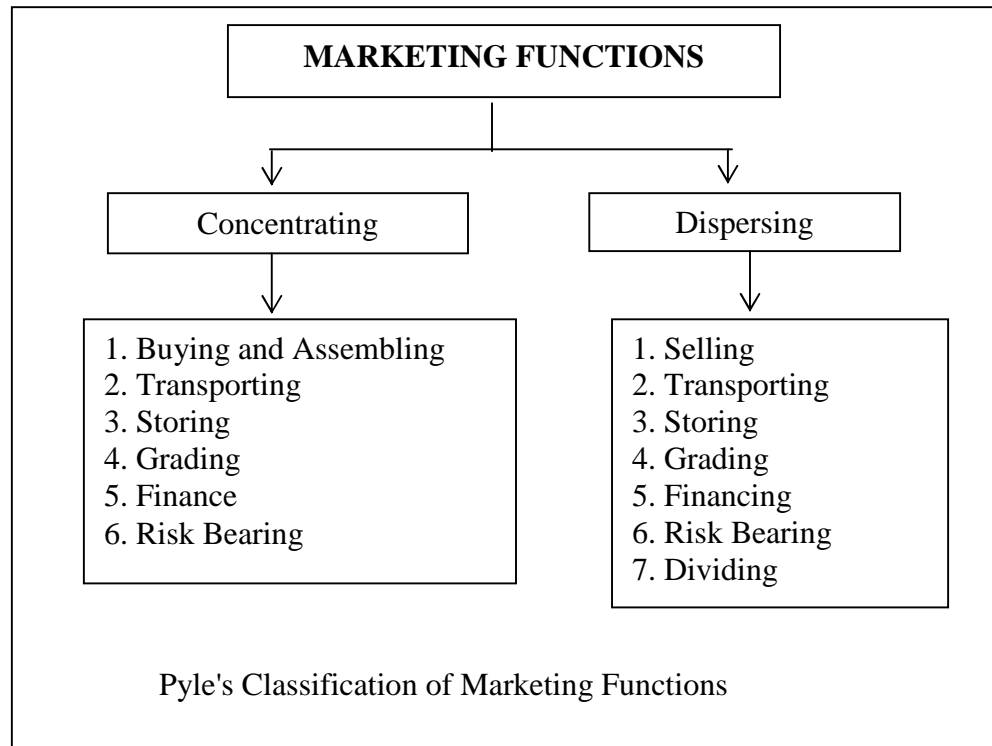 MARKETING FUNCTIONS
Concentrating
Dispersing
1. Buying and Assembling
2. Transporting
3. Storing
4. Grading
5. Finance
6. Risk Bearing
1. Selling
2. Transporting
3. Storing
4. Grading
5. Financing
6. Risk Bearing
7. Dividing
Pyle's Classification of Marketing Functions